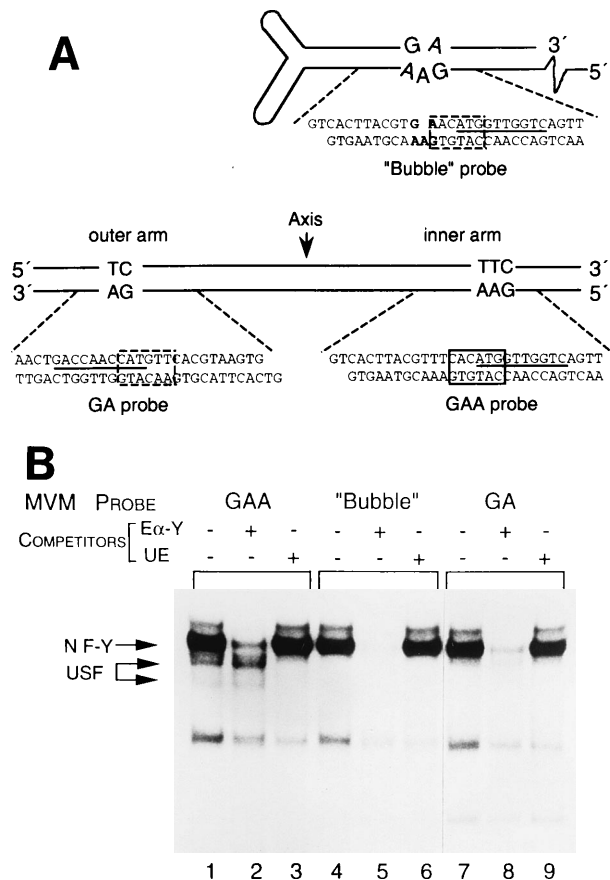 A
G A 3´
AAG 5´
GTCACTTACGTG AACATGGTTGGTCAGTT
GTGAATGCAAAGTGTACCAACCAGTCAA
"Bubble" probe
Axis
outer arm inner arm
5´ TC TTC 3´
3´ AG AAG 5´
AACTGACCAACCATGTTCACGTAAGTG GTCACTTACGTTTCACATGGTTGGTCAGTT
TTGACTGGTTGGTACAAGTGCATTCACTG GTGAATGCAAAGTGTACCAACCAGTCAA
GA probe GAA probe
B
MVM PROBE GAA "Bubble" GA
COMPETITORS
Eα-Y - + - - + - - + -
UE - - + - - + - - +
NF-Y
USF
1 2 3 4 5 6 7 8 9